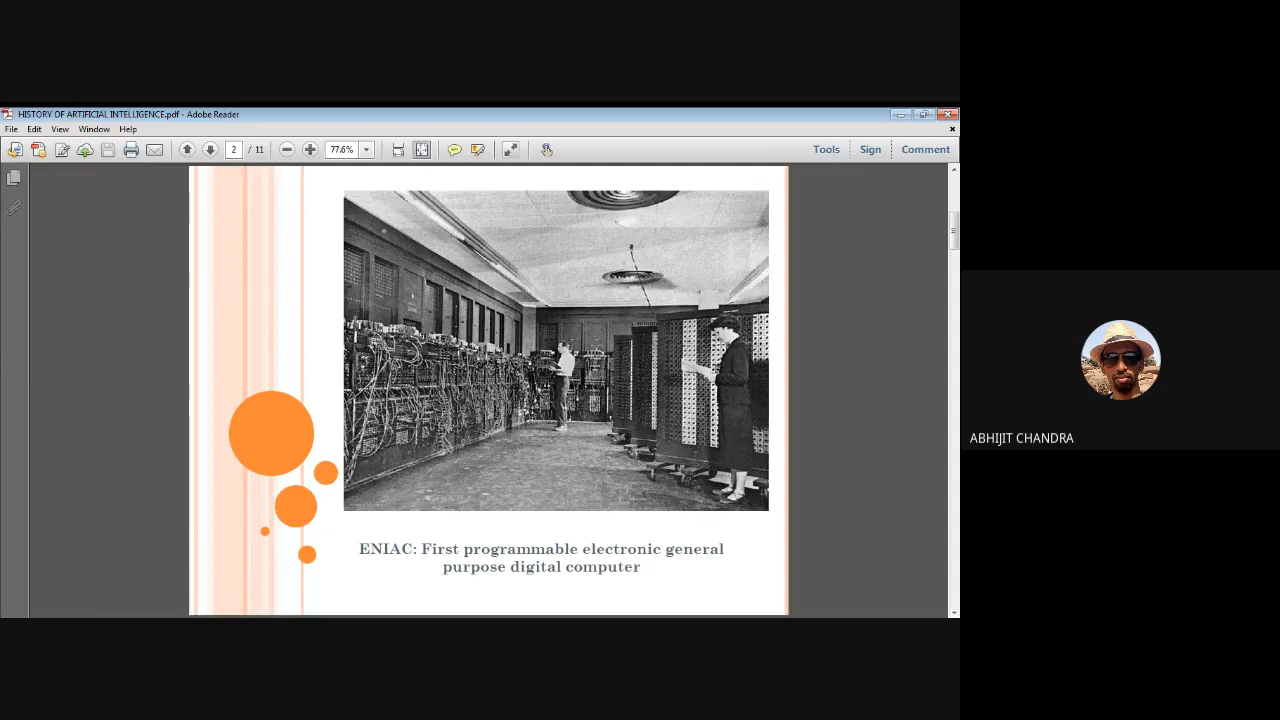 HISTORY OF ARTIFICIAL INTELLIGENCE.pdf - Adobe Reader
File Edit View Window Help
2 / 11 77.6% Tools Sign Comment
ENIAC: First programmable electronic general
purpose digital computer
ABHIJIT CHANDRA